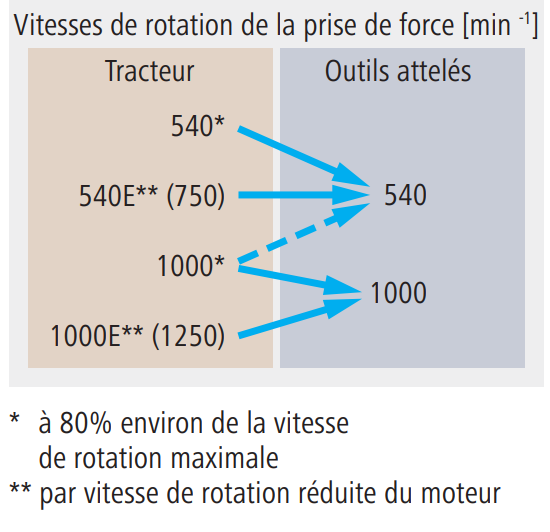 Vitesses de rotation de la prise de force [min -1]
Tracteur
Outils attelés
540*
540E** (750)
540
1000*
1000
1000E** (1250)
* à 80% environ de la vitesse
de rotation maximale
** par vitesse de rotation réduite du moteur